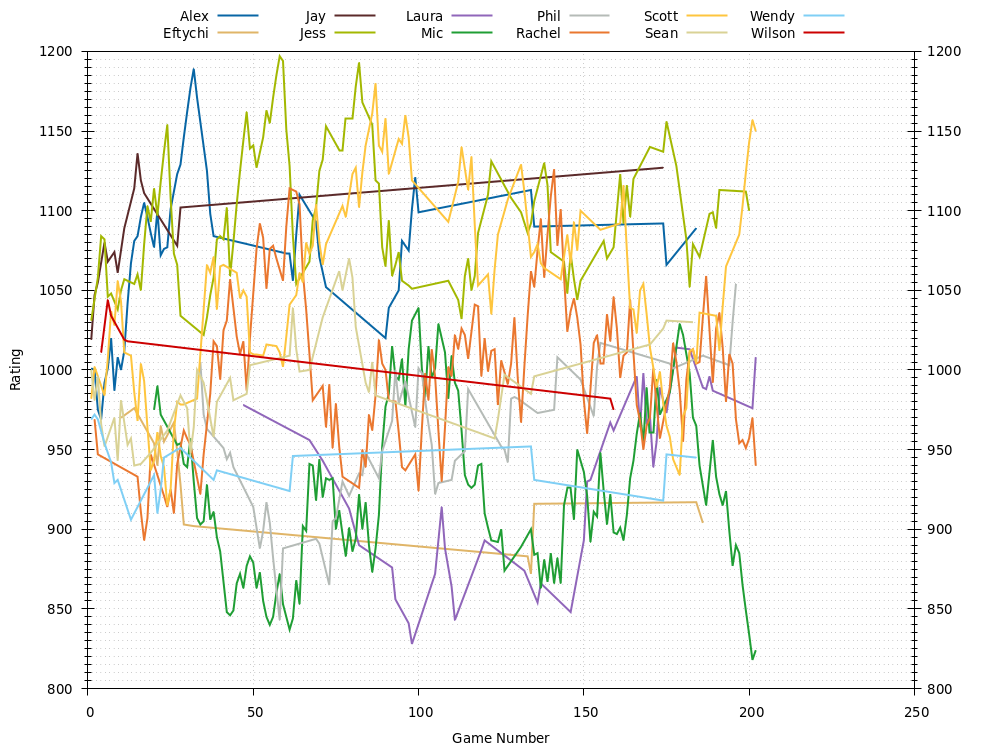 Alex Jay Laura Phil Scott Wendy
Eftychi Jess Mic Rachel Sean Wilson
1200 1200
1150 1150
1100 1100
1050 1050
1000 1000
950 950
900 900
850 850
800 800
Rating
0 50 100 150 200 250
Game Number